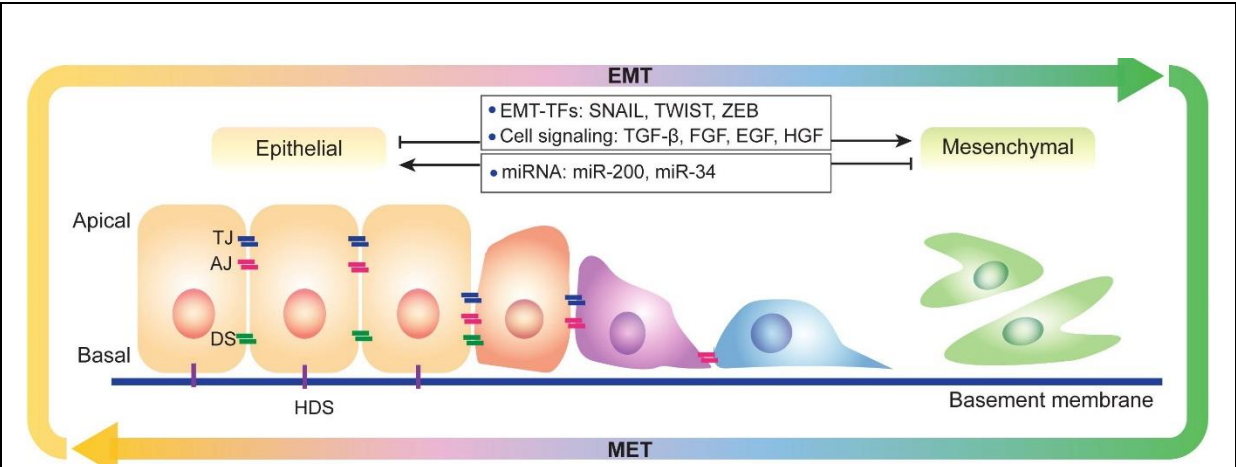 EMT
• EMT-TFs: SNAIL, TWIST, ZEB
• Cell signaling: TGF-β, FGF, EGF, HGF
Epithelial
Mesenchymal
• miRNA: miR-200, miR-34
Apical
TJ
AJ
DS
Basal
HDS
Basement membrane
MET